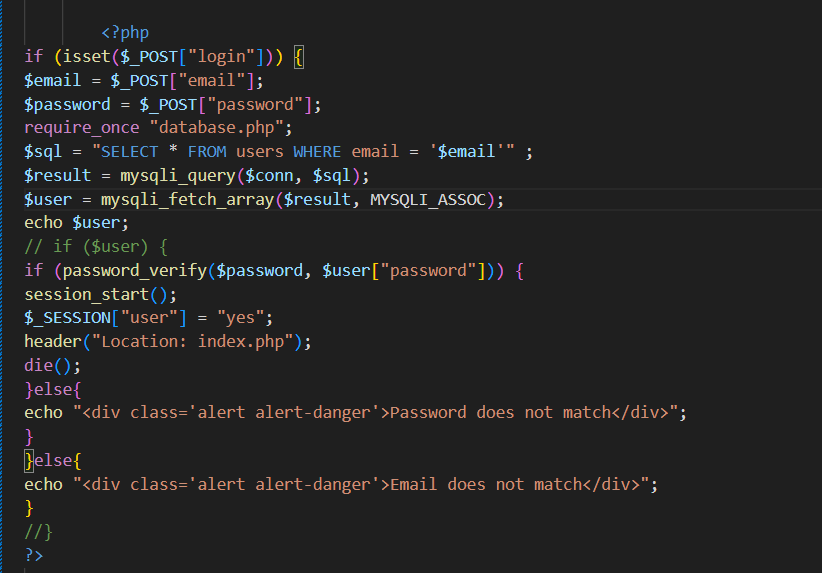 <?php
if (isset($_POST["login"])) {
$email = $_POST["email"];
$password = $_POST["password"];
require_once "database.php";
$sql = "SELECT * FROM users WHERE email = '$email'" ;
$result = mysqli_query($conn, $sql);
$user = mysqli_fetch_array($result, MYSQLI_ASSOC);
echo $user;
// if ($user) {
if (password_verify($password, $user["password"])) {
session_start();
$_SESSION["user"] = "yes";
header("Location: index.php");
die();
}else{
echo "<div class='alert alert-danger'>Password does not match</div>";
}
}else{
echo "<div class='alert alert-danger'>Email does not match</div>";
}
//}
?>